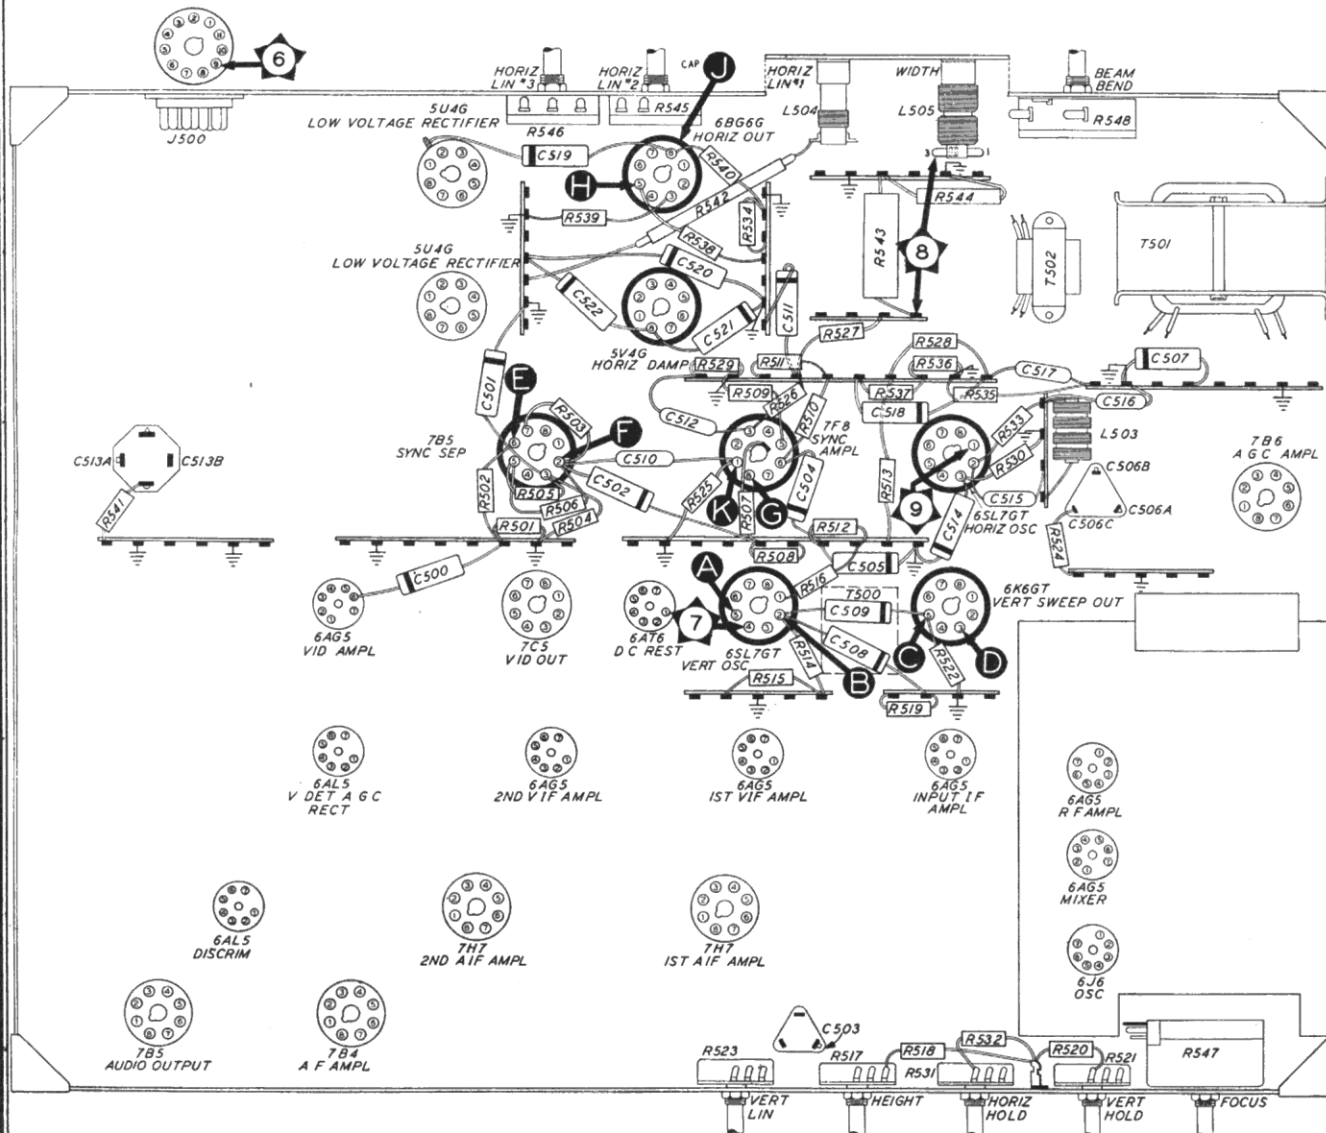 6
J500
5U4G
LOW VOLTAGE RECTIFIER
HORIZ
LIN#3
HORIZ
LIN#2
CAP
J
R546
R545
6BG6G
HORIZ OUT
HORIZ
LIN#1
L504
WIDTH
L505
3
1
BEAM
BEND
R548
C519
R540
H
R539
R542
R534
R538
R544
R543
8
T502
T501
5U4G
LOW VOLTAGE RECTIFIER
C520
C522
C521
C511
5V4G
HORIZ DAMP
R527
R528
R529
R511
R536
C517
C507
C501
E
R503
F
C512
R509
R526
R510
7F8
SYNC
AMPL
R537
C518
R535
C516
R533
R530
L503
7B5
SYNC SEP
C510
C502
R502
R505
R506
R504
R501
R525
K
R507
G
C504
R513
9
C515
C514
6SL7GT
HORIZ OSC
C506B
C506A
C506C
R524
7B6
A G C AMPL
C513A
C513B
R541
R512
R508
C505
C500
A
R516
T500
C509
C508
6K6GT
VERT SWEEP OUT
6AG5
VID AMPL
7C5
VID OUT
6AT6
D C REST
7
6SL7GT
VERT OSC
R514
B
C
R522
D
R515
R519
6AL5
V DET A G C
RECT
6AG5
2ND V IF AMPL
6AG5
1ST VIF AMPL
6AG5
INPUT IF
AMPL
6AG5
R F AMPL
6AG5
MIXER
6AL5
DISCRIM
7H7
2ND AIF AMPL
7H7
1ST AIF AMPL
6J6
OSC
7B5
AUDIO OUTPUT
7B4
A F AMPL
C503
R523
R517
R518
R531
R532
R520
R521
R547
VERT
LIN
HEIGHT
HORIZ
HOLD
VERT
HOLD
FOCUS